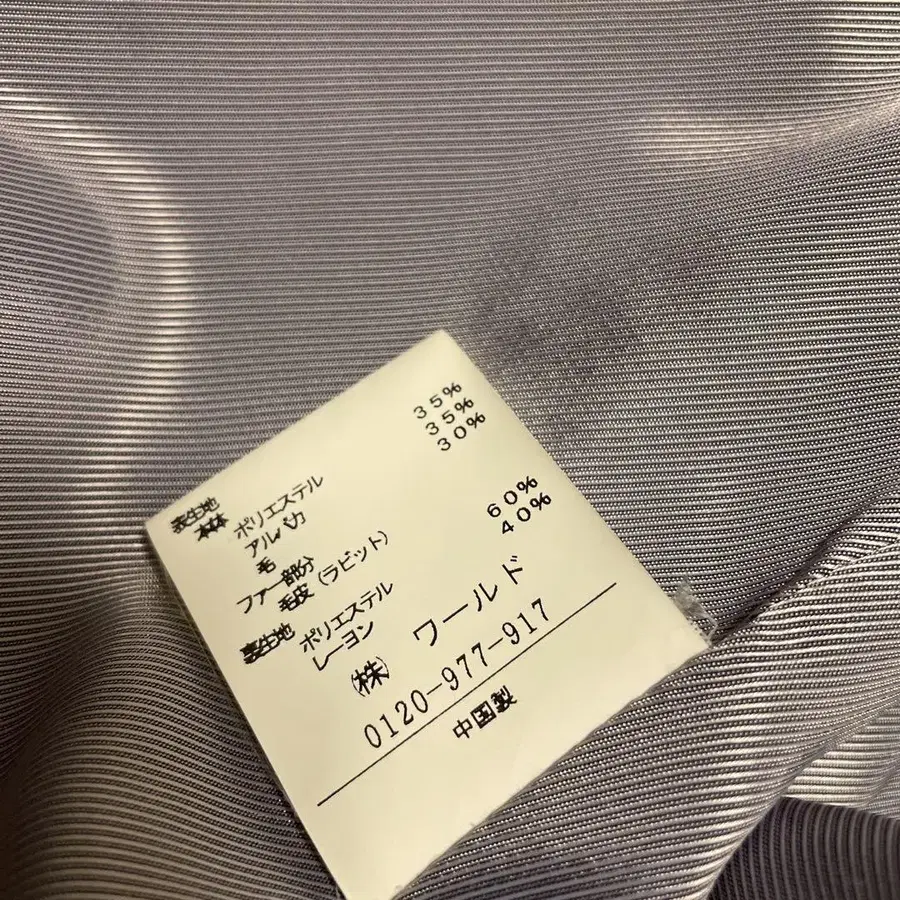 表生地
本体 ポリエステル 35%
アルパカ 35%
毛 30%
ファー部分
毛皮(ラビット)
裏生地 ポリエステル 60%
レーヨン 40%
(株) ワールド
0120-977-917
中国製